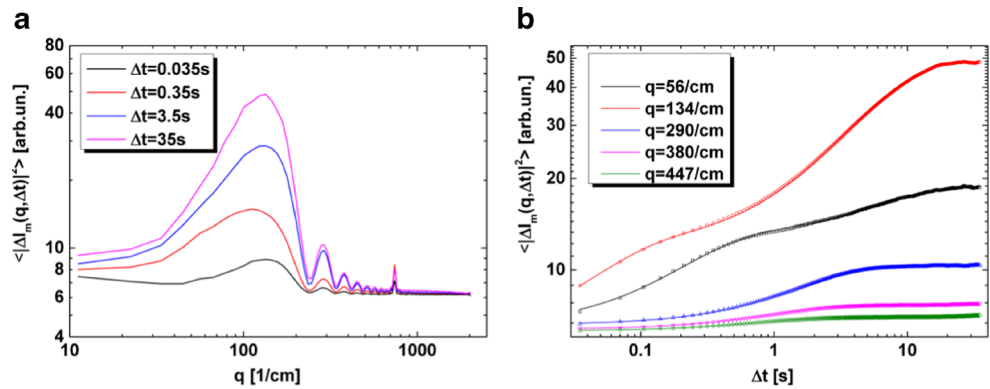 a
80
60
40
20
10
8
6
4
<|ΔI_m(q,Δt)|²> [arb.un.]
Δt=0.035s
Δt=0.35s
Δt=3.5s
Δt=35s
10
100
1000
q [1/cm]
b
50
40
30
20
10
<|ΔI_m(q,Δt)|²> [arb.un.]
q=56/cm
q=134/cm
q=290/cm
q=380/cm
q=447/cm
0.1
1
10
Δt [s]